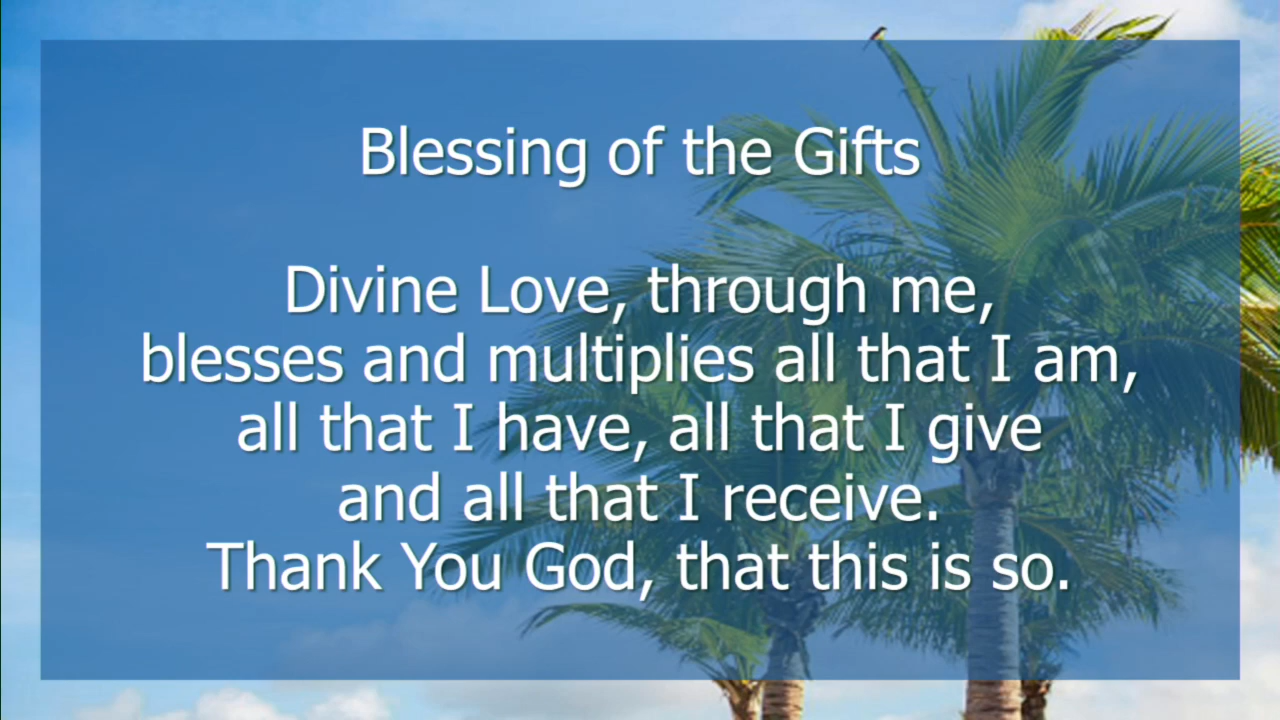 Blessing of the Gifts
Divine Love, through me,
blesses and multiplies all that I am,
all that I have, all that I give
and all that I receive.
Thank You God, that this is so.